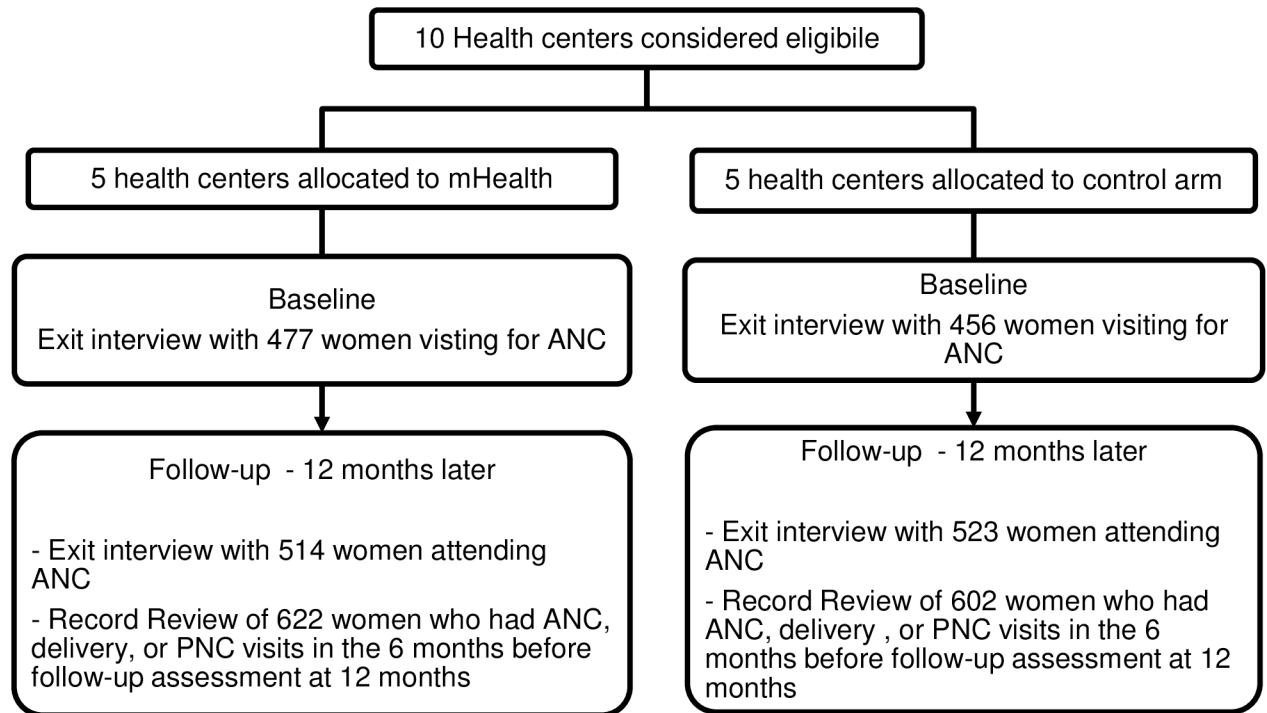 10 Health centers considered eligibile
5 health centers allocated to mHealth
5 health centers allocated to control arm
Baseline
Exit interview with 477 women visting for ANC
Baseline
Exit interview with 456 women visiting for
ANC
Follow-up - 12 months later
- Exit interview with 514 women attending
ANC
- Record Review of 622 women who had ANC,
delivery, or PNC visits in the 6 months before
follow-up assessment at 12 months
Follow-up - 12 months later
- Exit interview with 523 women attending
ANC
- Record Review of 602 women who had
ANC, delivery , or PNC visits in the 6
months before follow-up assessment at 12
months